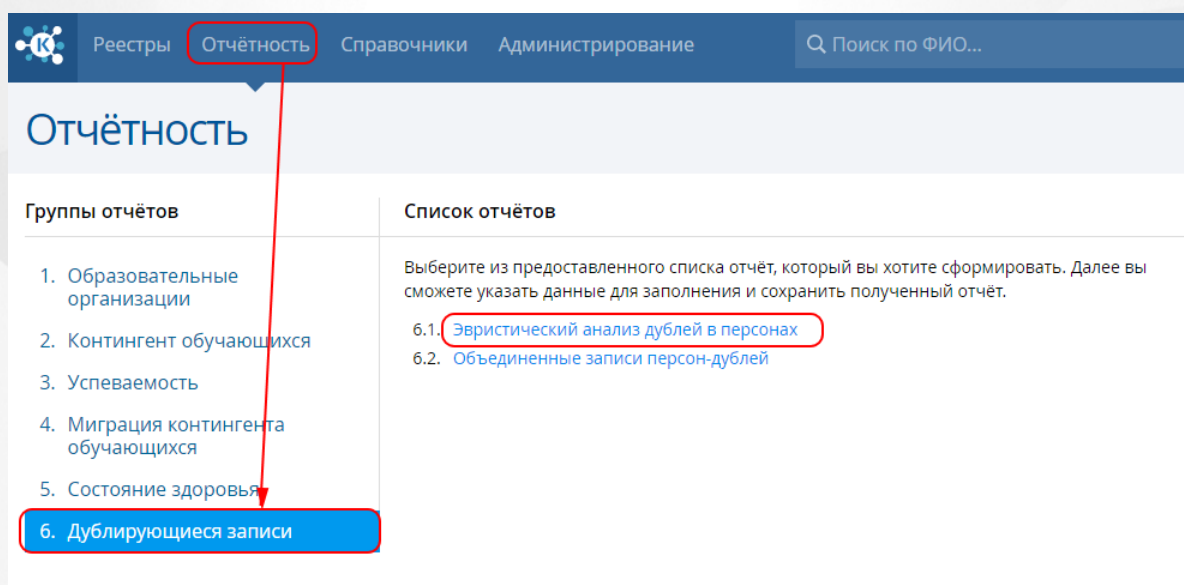 К Реестры Отчётность Справочники Администрирование Поиск по ФИО...
Отчётность
Группы отчётов
1. Образовательные
организации
2. Контингент обучающихся
3. Успеваемость
4. Миграция контингента
обучающихся
5. Состояние здоровья
6. Дублирующиеся записи
Список отчётов
Выберите из предоставленного списка отчёт, который вы хотите сформировать. Далее вы
сможете указать данные для заполнения и сохранить полученный отчёт.
6.1. Эвристический анализ дублей в персонах
6.2. Объединенные записи персон-дублей